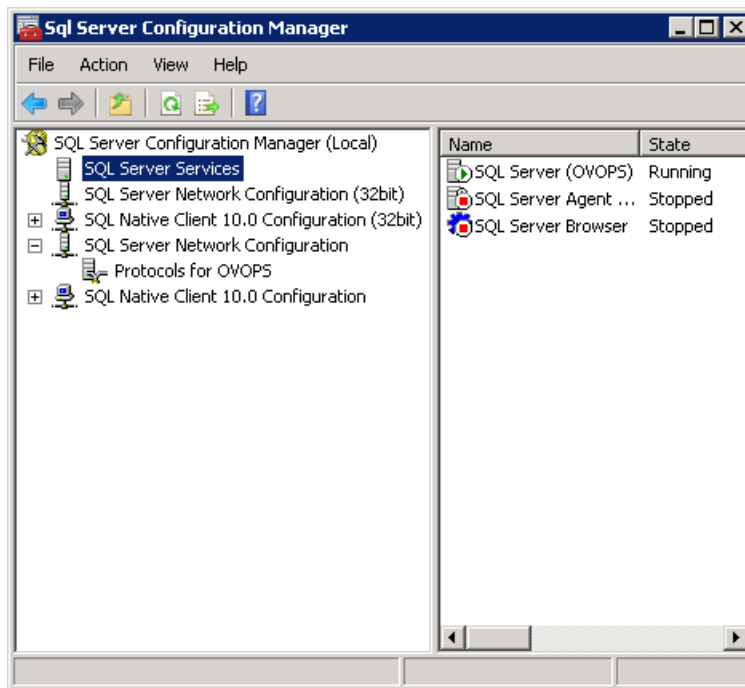 Sql Server Configuration Manager
File Action View Help
SQL Server Configuration Manager (Local)
SQL Server Services
SQL Server Network Configuration (32bit)
SQL Native Client 10.0 Configuration (32bit)
SQL Server Network Configuration
Protocols for OVOPS
SQL Native Client 10.0 Configuration
Name State
SQL Server (OVOPS) Running
SQL Server Agent ... Stopped
SQL Server Browser Stopped